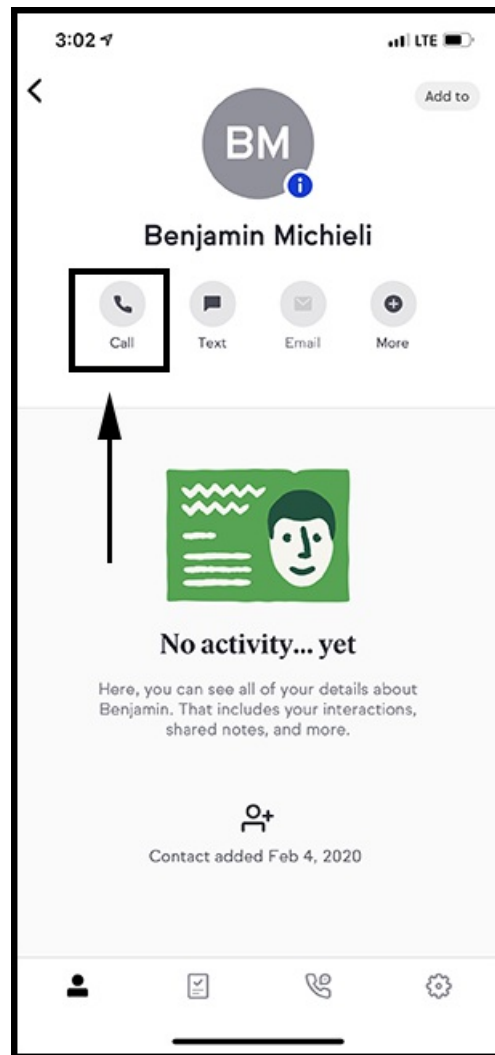 3:02
LTE
Add to
BM
Benjamin Michieli
Call
Text
Email
More
No activity... yet
Here, you can see all of your details about
Benjamin. That includes your interactions,
shared notes, and more.
Contact added Feb 4, 2020